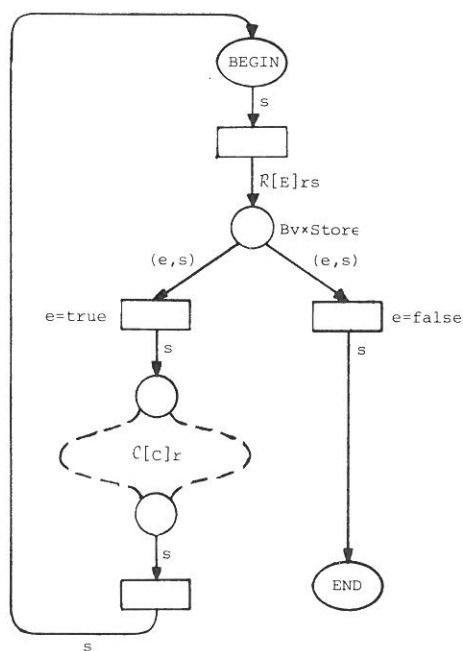 BEGIN
s
R[E]rs
Bv×Store
(e,s)
(e,s)
e=true
e=false
s
s
C[C]r
s
END
s